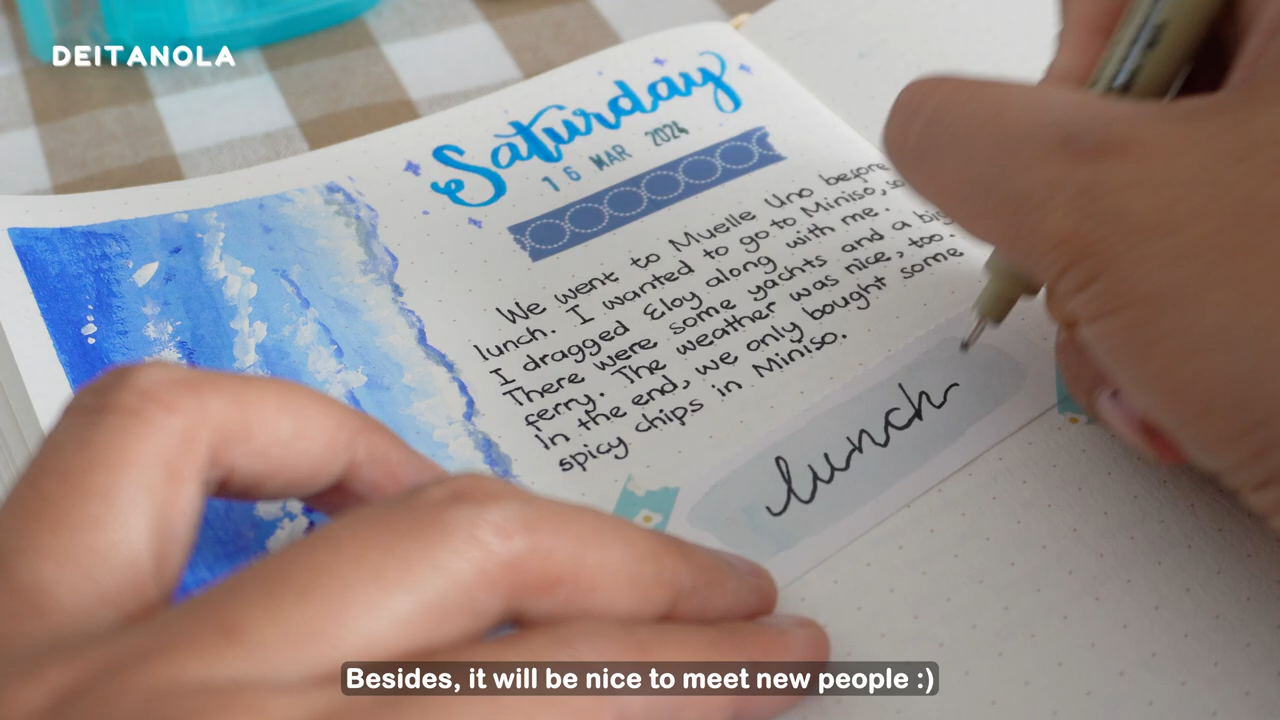 DEITANOLA
Saturday
16 MAR 2024
We went to Muelle Uno before
lunch. I wanted to go to Miniso, so
I dragged Eloy along with me.
There were some yachts and a big
ferry. The weather was nice, too.
In the end, we only bought some
spicy chips in Miniso.
lunch
Besides, it will be nice to meet new people :)